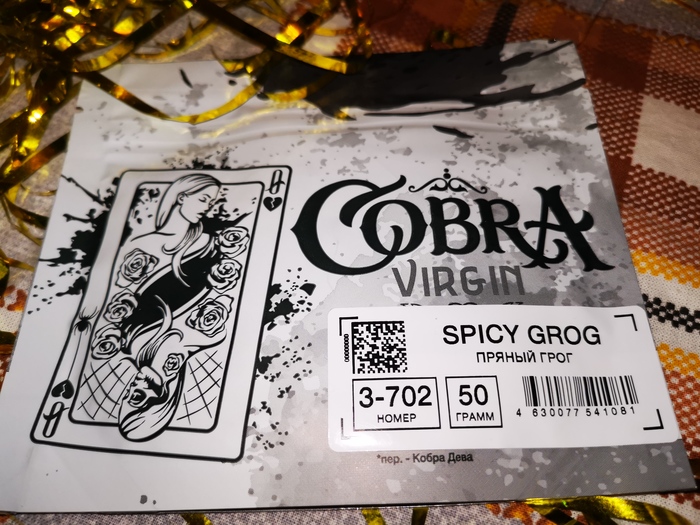 Q
COBRA
VIRGIN
SPICY GROG
ПРЯНЫЙ ГРОГ
3-702
НОМЕР
50
ГРАММ
4 630077 541081
*пер. - Кобра Дева
Q